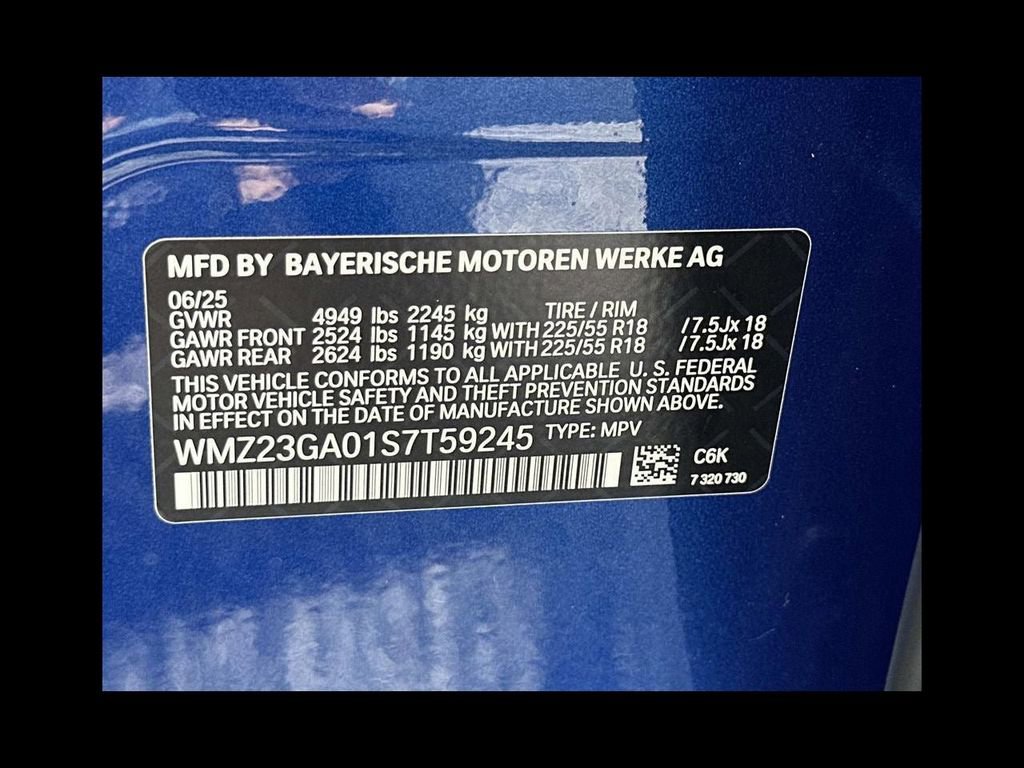 MFD BY BAYERISCHE MOTOREN WERKE AG
06/25
GVWR 4949 lbs 2245 kg TIRE / RIM
GAWR FRONT 2524 lbs 1145 kg WITH 225/55 R18 / 7.5Jx 18
GAWR REAR 2624 lbs 1190 kg WITH 225/55 R18 / 7.5Jx 18
THIS VEHICLE CONFORMS TO ALL APPLICABLE U. S. FEDERAL
MOTOR VEHICLE SAFETY AND THEFT PREVENTION STANDARDS
IN EFFECT ON THE DATE OF MANUFACTURE SHOWN ABOVE.
WMZ23GA01S7T59245 TYPE: MPV
C6K
7 320 730